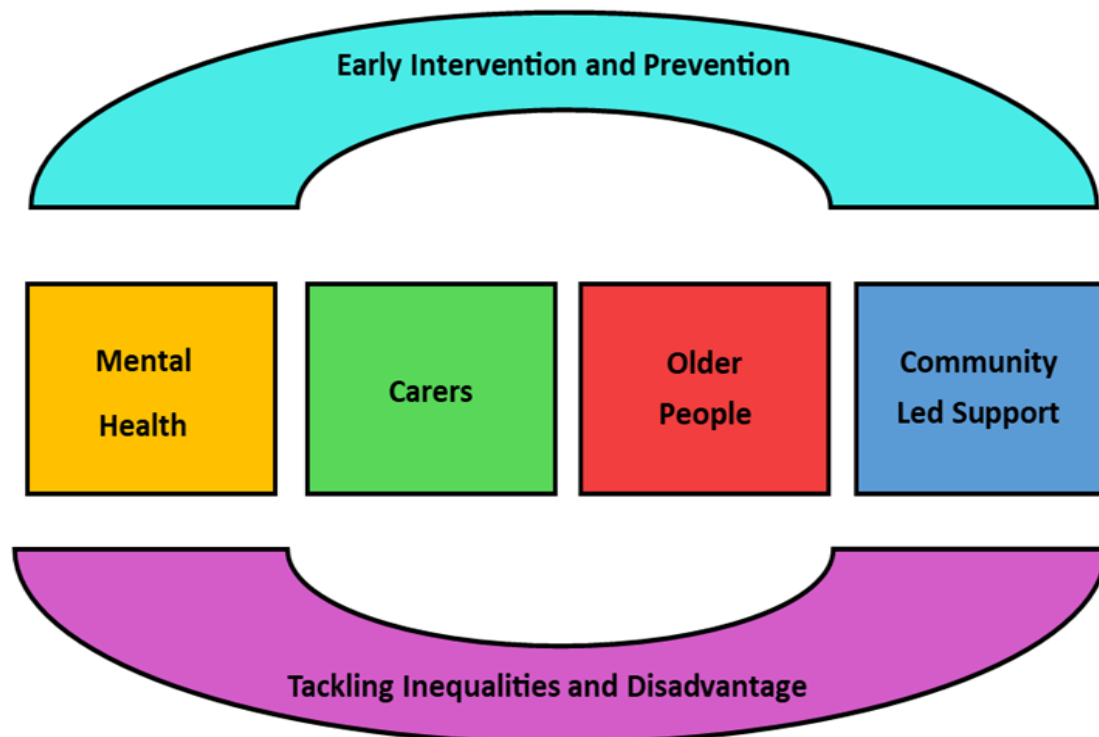 Early Intervention and Prevention
Mental
Health
Carers
Older
People
Community
Led Support
Tackling Inequalities and Disadvantage